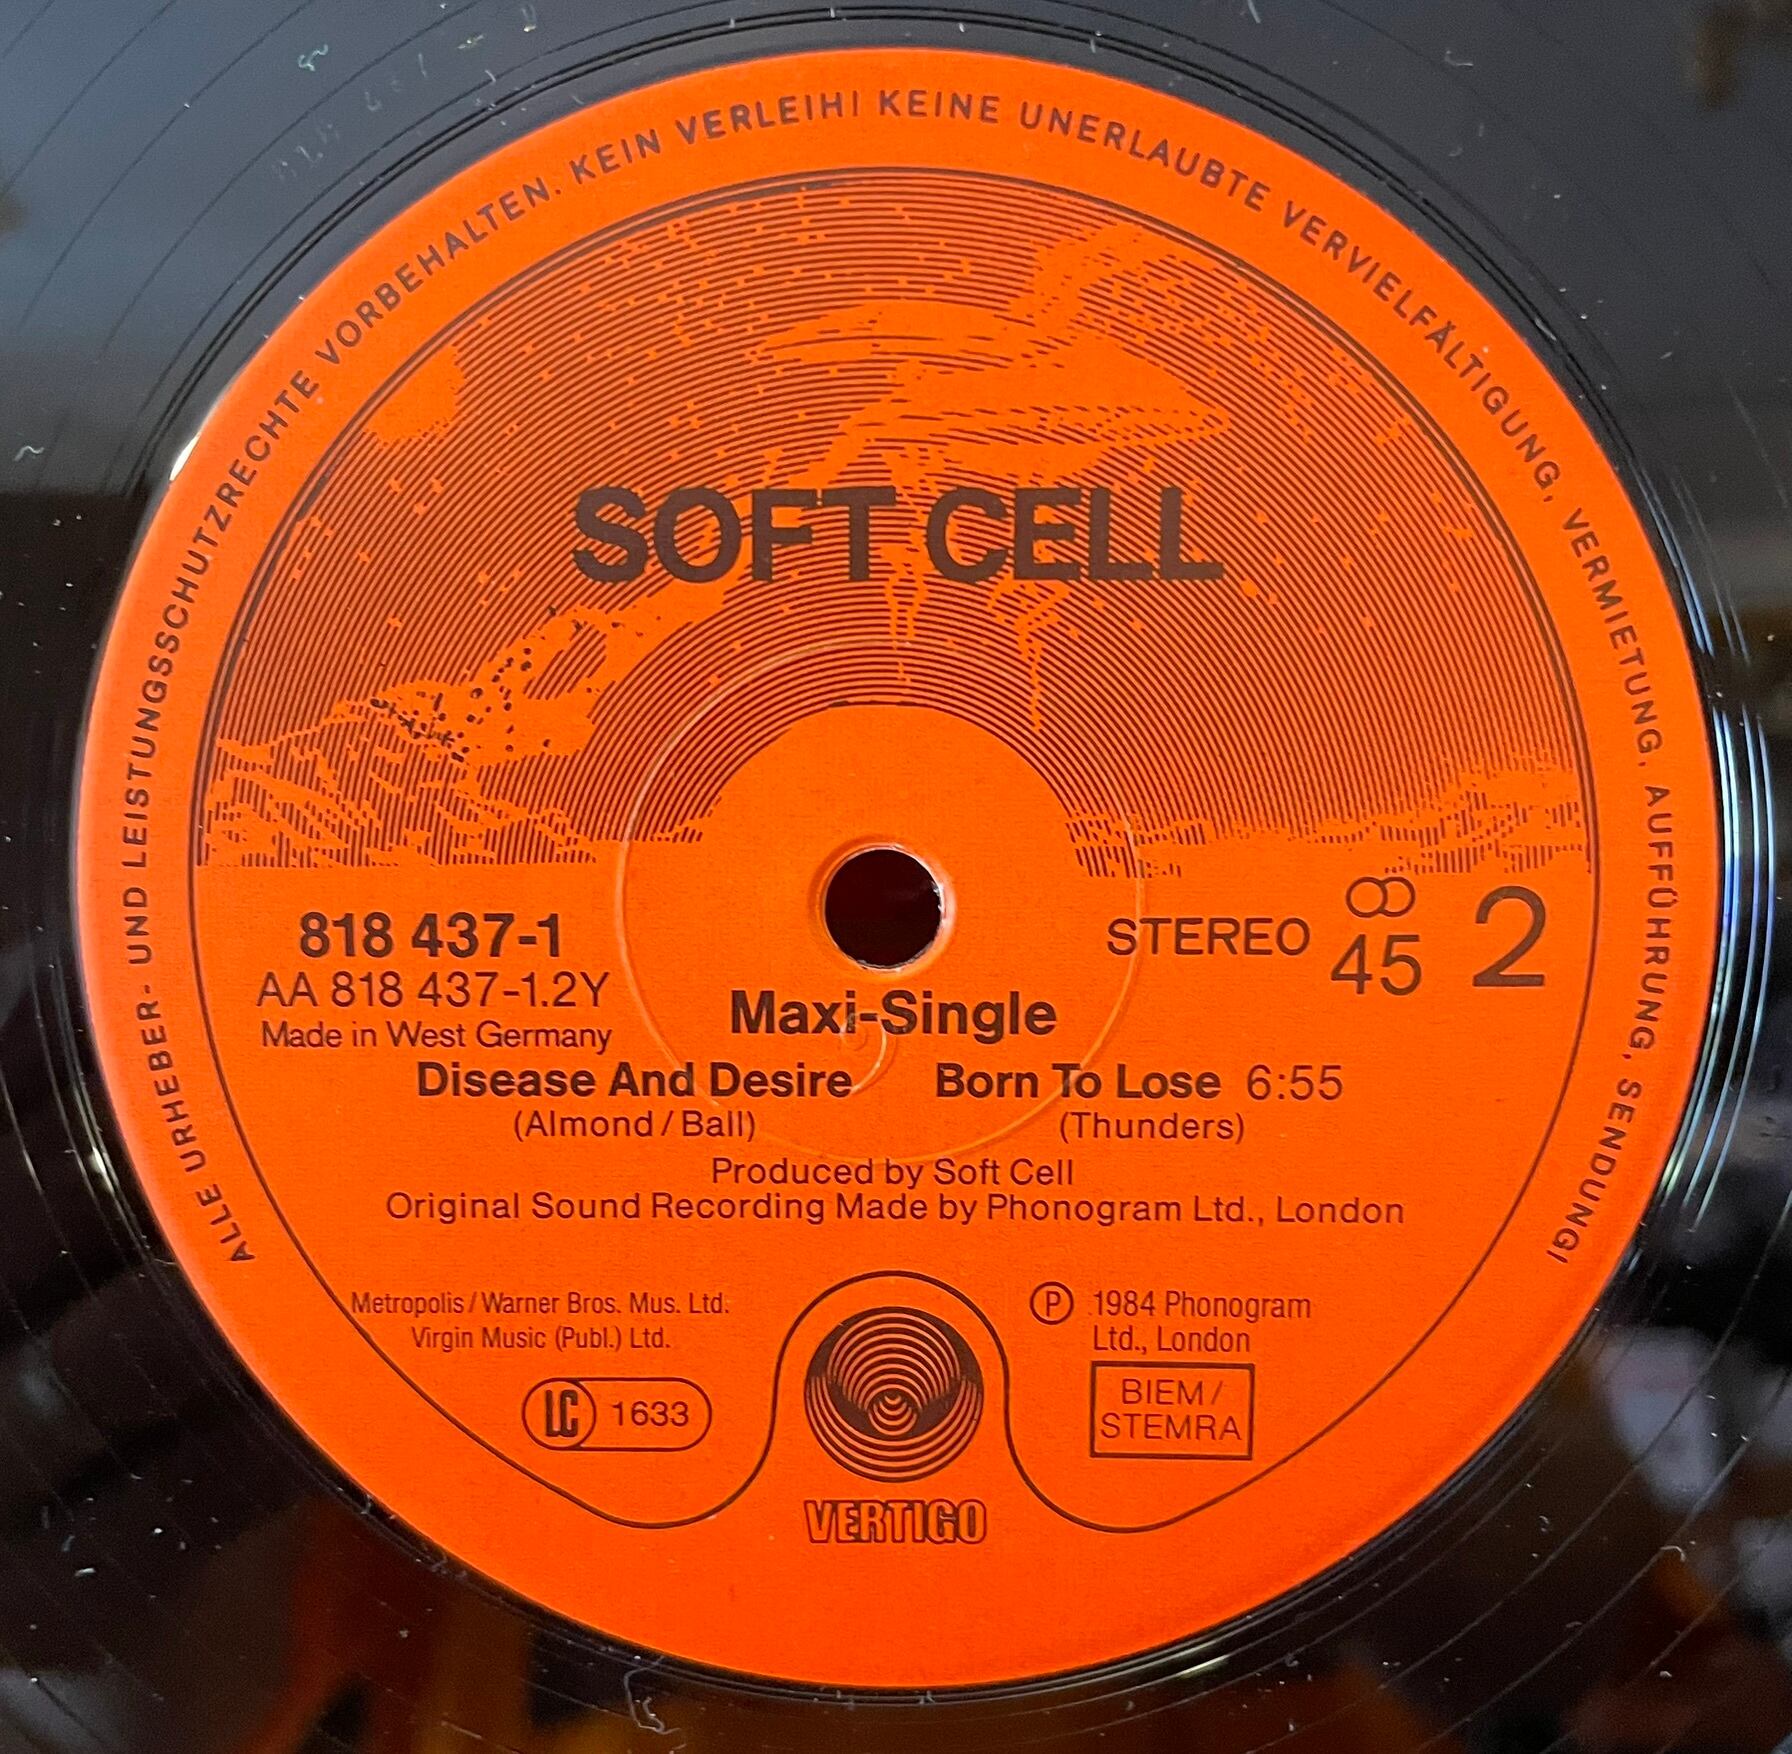 ALLE URHEBER- UND LEISTUNGSSCHUTZRECHTE VORBEHALTEN. KEIN VERLEIH! KEINE UNERLAUBTE VERVIELFÄLTIGUNG, VERMIETUNG, AUFFÜHRUNG, SENDUNG!
SOFT CELL
818 437-1
AA 818 437-1.2Y
Made in West Germany
STEREO
45
2
Maxi-Single
Disease And Desire
(Almond / Ball)
Born To Lose 6:55
(Thunders)
Produced by Soft Cell
Original Sound Recording Made by Phonogram Ltd., London
Metropolis / Warner Bros. Mus. Ltd.
Virgin Music (Publ.) Ltd.
LC 1633
Ⓟ 1984 Phonogram
Ltd., London
BIEM /
STEMRA
VERTIGO